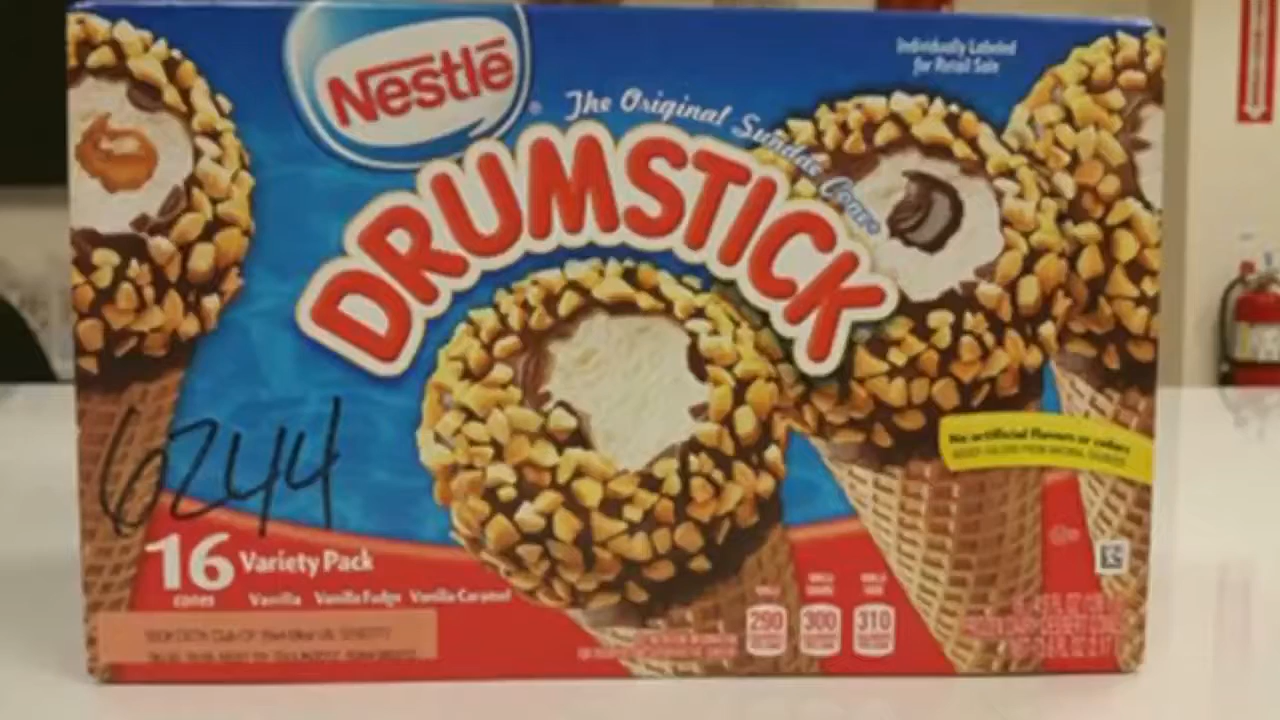 Nestlé
Individually Labeled
for Retail Sale
The Original Sundae Cones
DRUMSTICK
No artificial flavors or colors
6244
16 Variety Pack
cones
Vanilla Vanilla Fudge Vanilla Caramel
290 300 310